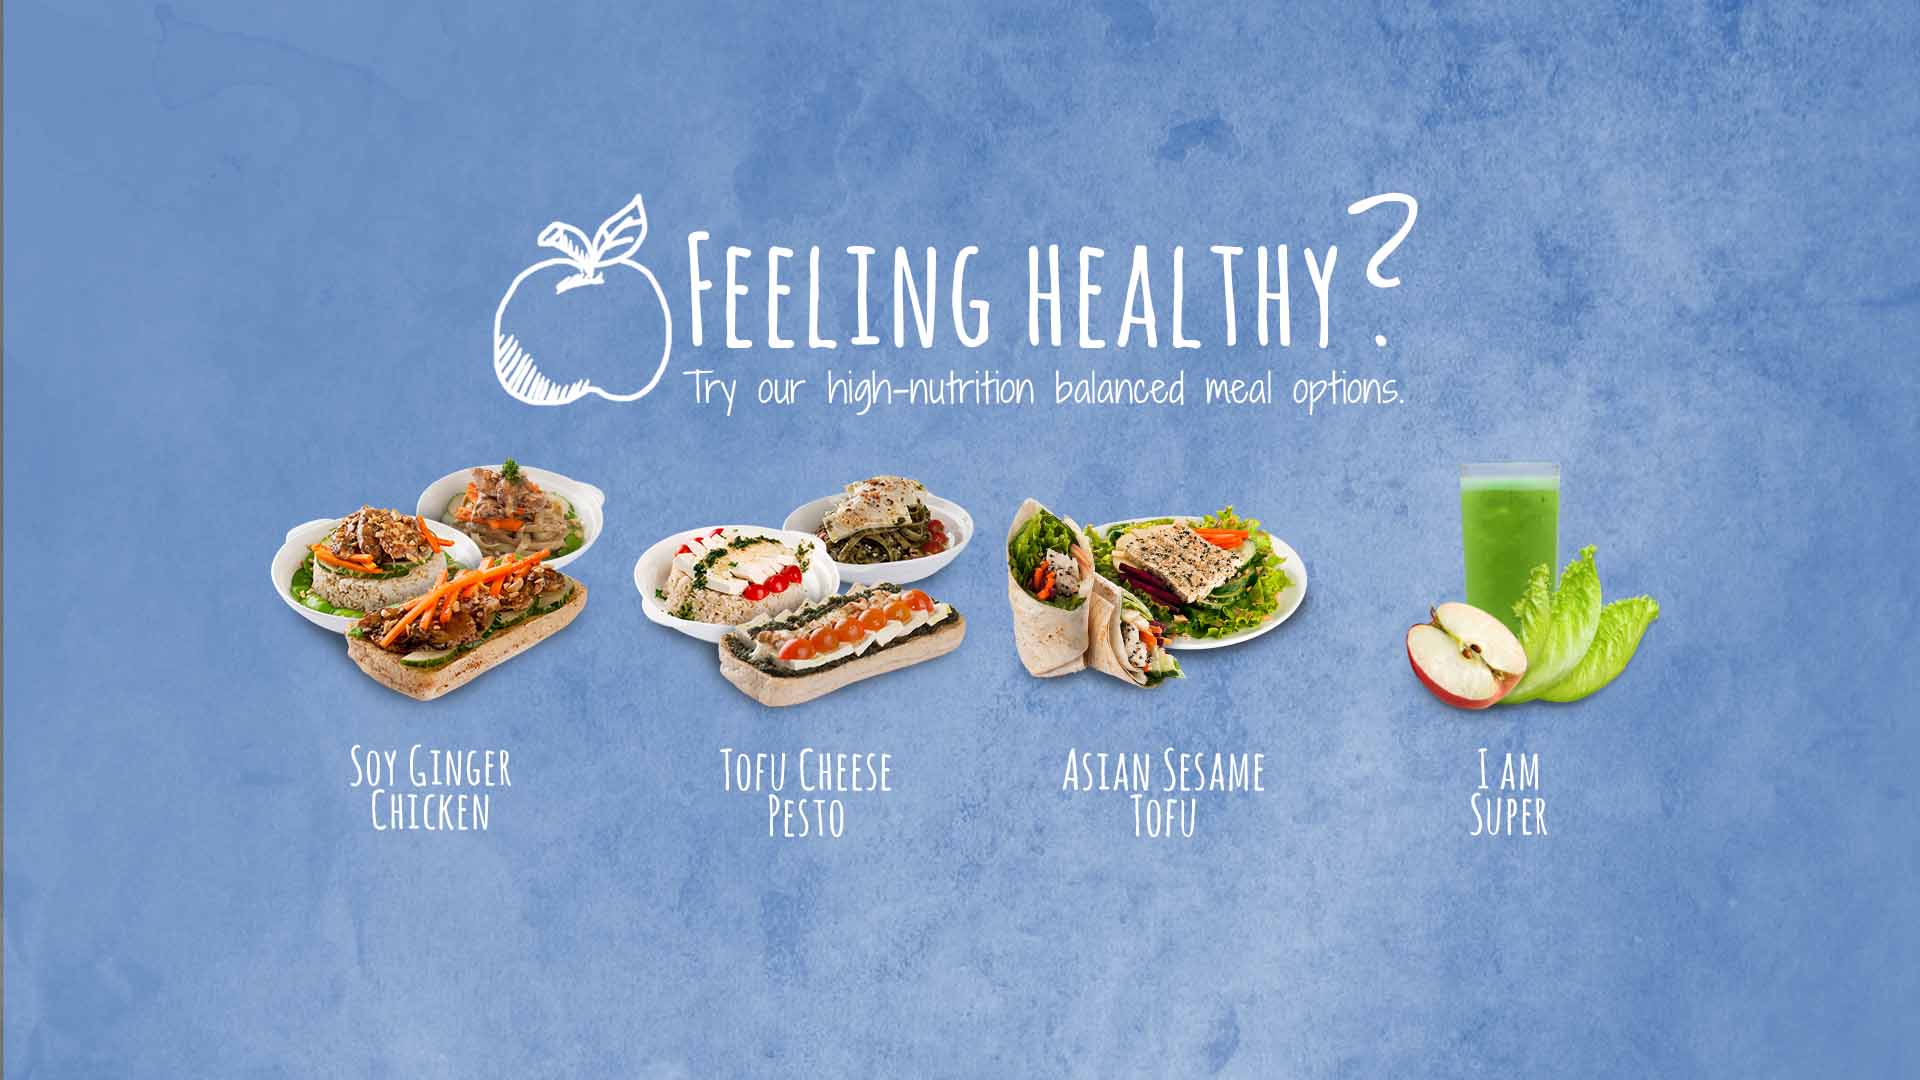 FEELING HEALTHY?
Try our high-nutrition balanced meal options.
SOY GINGER
CHICKEN
TOFU CHEESE
PESTO
ASIAN SESAME
TOFU
I AM
SUPER